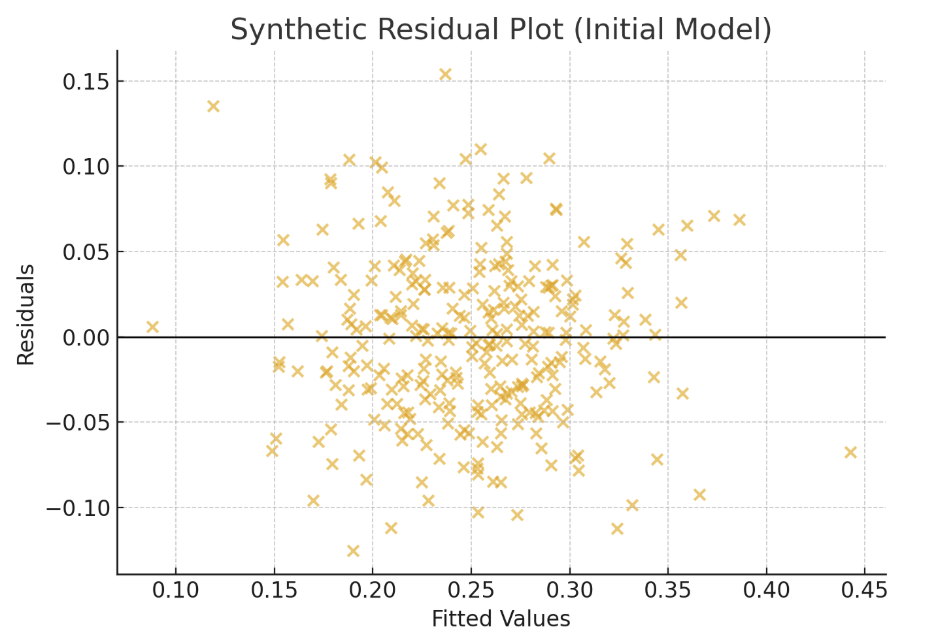 Synthetic Residual Plot (Initial Model)
0.15
0.10
0.05
0.00
−0.05
−0.10
Residuals
0.10 0.15 0.20 0.25 0.30 0.35 0.40 0.45
Fitted Values